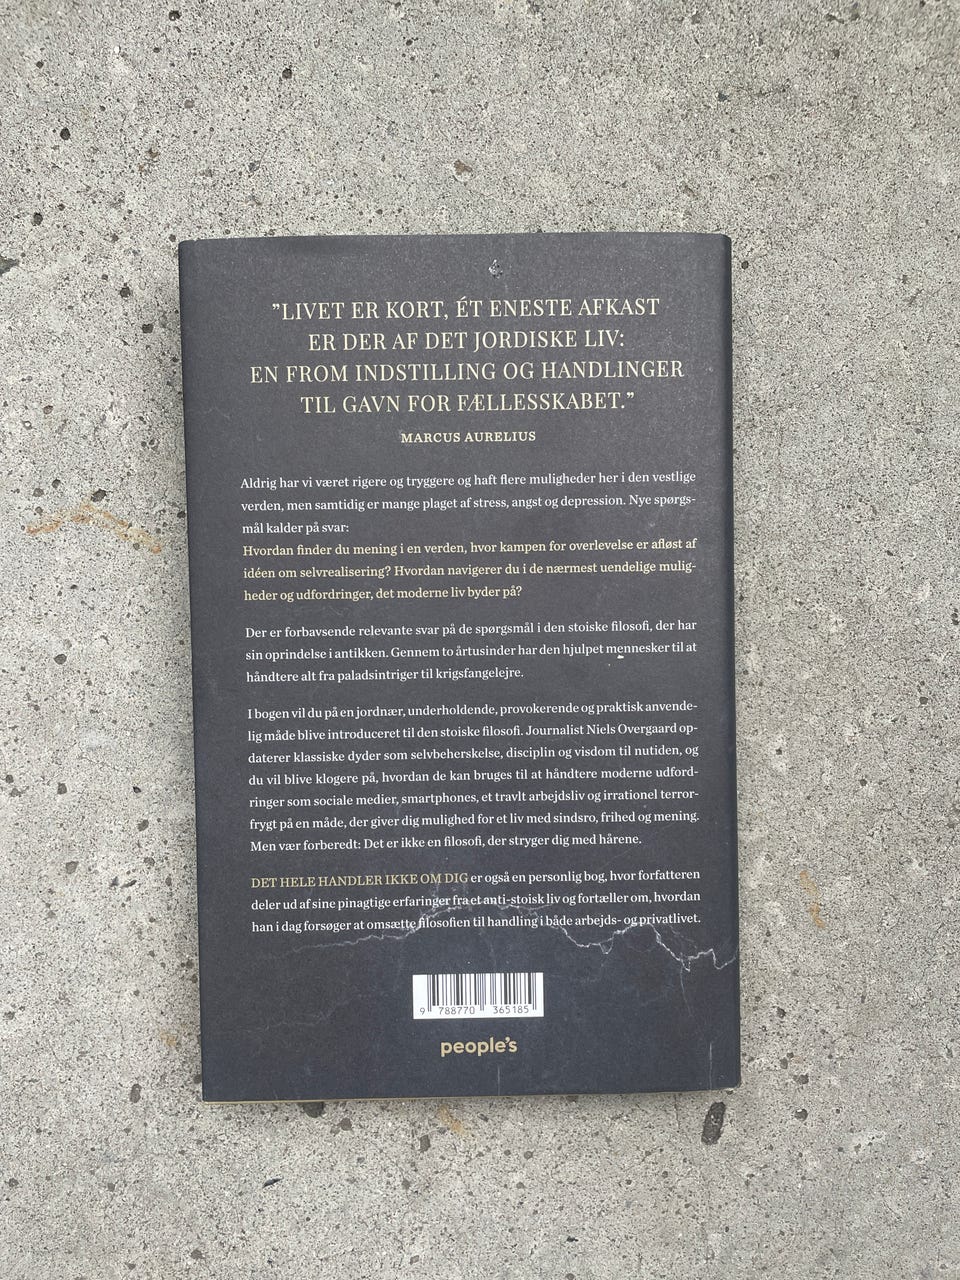 "LIVET ER KORT, ÉT ENESTE AFKAST
ER DER AF DET JORDISKE LIV:
EN FROM INDSTILLING OG HANDLINGER
TIL GAVN FOR FÆLLESSKABET."
MARCUS AURELIUS
Aldrig har vi været rigere og tryggere og haft flere muligheder her i den vestlige
verden, men samtidig er mange plaget af stress, angst og depression. Nye spørgs-
mål kalder på svar:
Hvordan finder du mening i en verden, hvor kampen for overlevelse er afløst af
idéen om selvrealisering? Hvordan navigerer du i de nærmest uendelige mulig-
heder og udfordringer, det moderne liv byder på?
Der er forbavsende relevante svar på de spørgsmål i den stoiske filosofi, der har
sin oprindelse i antikken. Gennem to årtusinder har den hjulpet mennesker til at
håndtere alt fra paladsintriger til krigsfangelejre.
I bogen vil du på en jordnær, underholdende, provokerende og praktisk anvende-
lig måde blive introduceret til den stoiske filosofi. Journalist Niels Overgaard op-
daterer klassiske dyder som selvbeherskelse, disciplin og visdom til nutiden, og
du vil blive klogere på, hvordan de kan bruges til at håndtere moderne udford-
ringer som sociale medier, smartphones, et travlt arbejdsliv og irrationel terror-
frygt på en måde, der giver dig mulighed for et liv med sindsro, frihed og mening.
Men vær forberedt: Det er ikke en filosofi, der stryger dig med hårene.
DET HELE HANDLER IKKE OM DIG er også en personlig bog, hvor forfatteren
deler ud af sine pinagtige erfaringer fra et anti-stoisk liv og fortæller om, hvordan
han i dag forsøger at omsætte filosofien til handling i både arbejds- og privatlivet.
9 788770 365185
people's